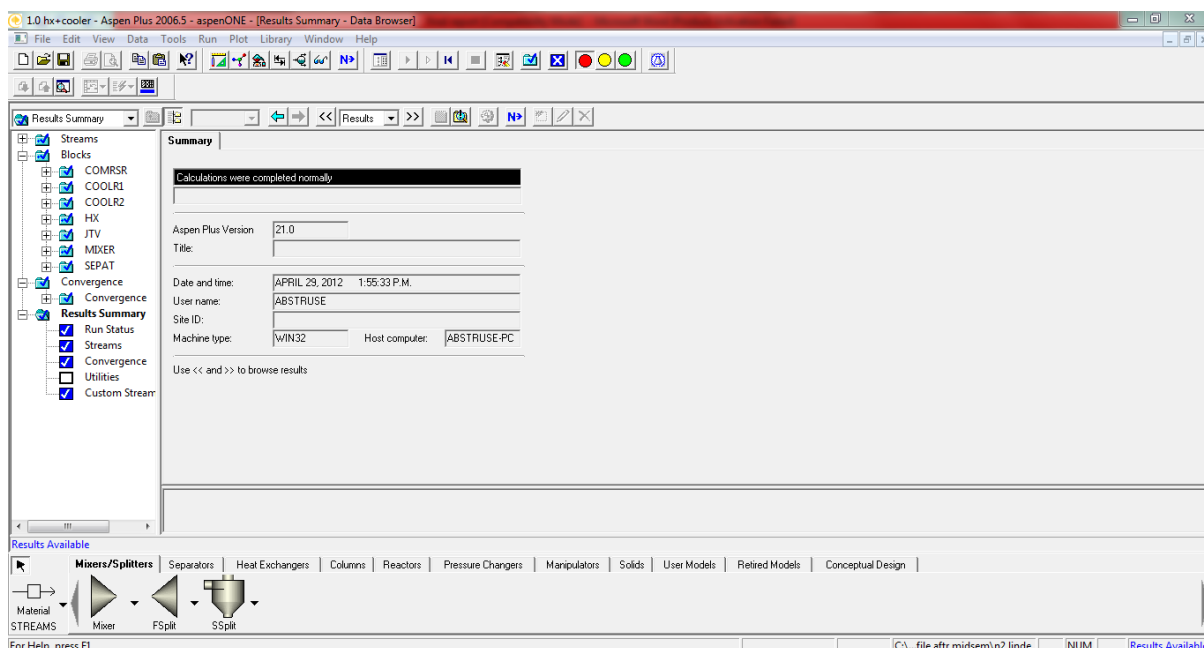 1.0 hx+cooler - Aspen Plus 2006.5 - aspenONE - [Results Summary - Data Browser]
File Edit View Data Tools Run Plot Library Window Help
Results Summary
Results
Streams
Blocks
COMRSR
COOLR1
COOLR2
HX
JTV
MIXER
SEPAT
Convergence
Convergence
Results Summary
Run Status
Streams
Convergence
Utilities
Custom Stream
Summary
Calculations were completed normally
Aspen Plus Version 21.0
Title:
Date and time: APRIL 29, 2012 1:55:33 P.M.
User name: ABSTRUSE
Site ID:
Machine type: WIN32 Host computer: ABSTRUSE-PC
Use << and >> to browse results
Results Available
Mixers/Splitters Separators Heat Exchangers Columns Reactors Pressure Changers Manipulators Solids User Models Retired Models Conceptual Design
Material
STREAMS Mixer FSplit SSplit
For Help, press F1 C:\...file aftr midsem\n2 linde NUM Results Available